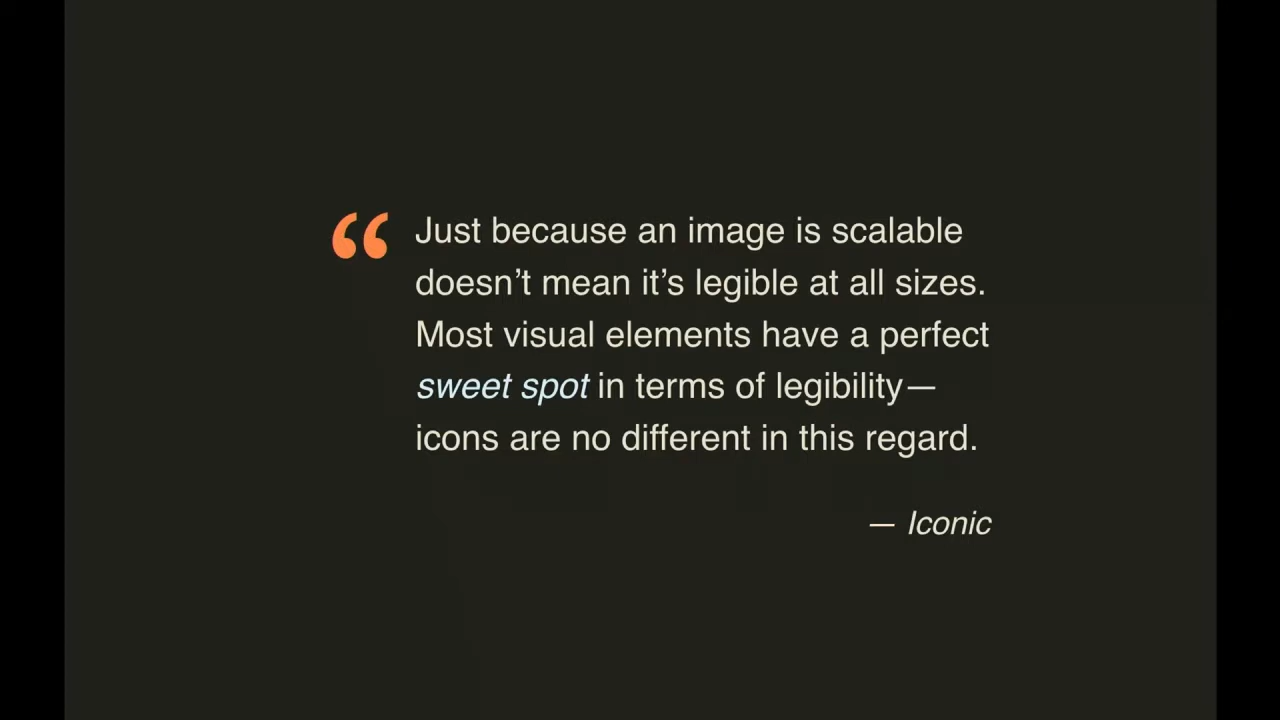 “Just because an image is scalable
doesn’t mean it’s legible at all sizes.
Most visual elements have a perfect
sweet spot in terms of legibility—
icons are no different in this regard.
— Iconic